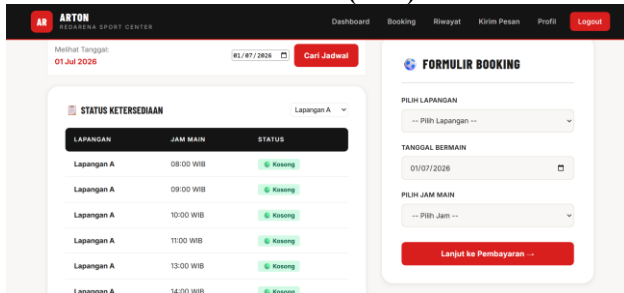 AR ARTON
REDARENA SPORT CENTER
Dashboard Booking Riwayat Kirim Pesan Profil Logout
Melihat Tanggal:
01 Jul 2026
01/07/2026 Cari Jadwal
STATUS KETERSEDIAAN Lapangan A
LAPANGAN JAM MAIN STATUS
Lapangan A 08:00 WIB Kosong
Lapangan A 09:00 WIB Kosong
Lapangan A 10:00 WIB Kosong
Lapangan A 11:00 WIB Kosong
Lapangan A 13:00 WIB Kosong
Lapangan A 14:00 WIB Kosong
FORMULIR BOOKING
PILIH LAPANGAN
-- Pilih Lapangan --
TANGGAL BERMAIN
01/07/2026
PILIH JAM MAIN
-- Pilih Jam --
Lanjut ke Pembayaran →